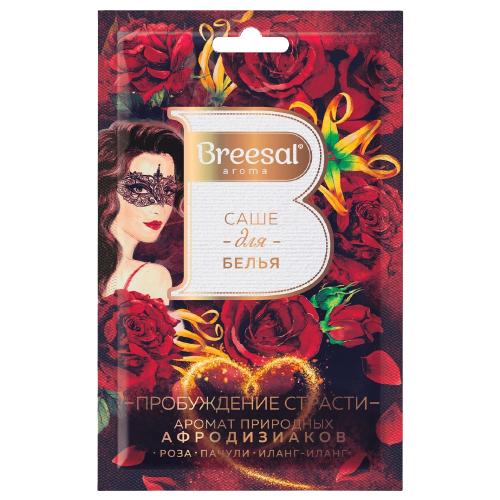 B
Breesal®
aroma
САШЕ
- для -
БЕЛЬЯ
–ПРОБУЖДЕНИЕ СТРАСТИ–
АРОМАТ ПРИРОДНЫХ
АФРОДИЗИАКОВ
· РОЗА · ПАЧУЛИ · ИЛАНГ-ИЛАНГ ·